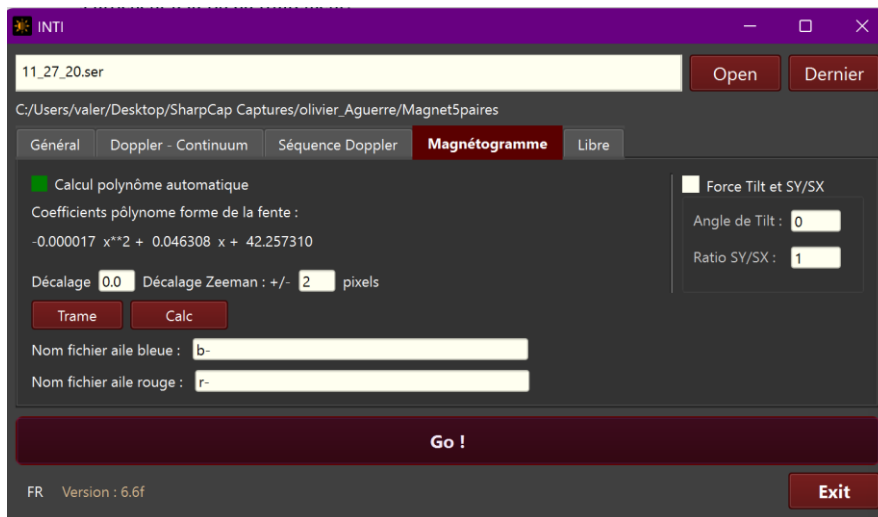 INTI
11_27_20.ser
Open
Dernier
C:/Users/valer/Desktop/SharpCap Captures/olivier_Aguerre/Magnet5paires
Général
Doppler - Continuum
Séquence Doppler
Magnétogramme
Libre
Calcul polynôme automatique
Coefficients pôlynome forme de la fente :
-0.000017 x**2 + 0.046308 x + 42.257310
Décalage 0.0 Décalage Zeeman : +/- 2 pixels
Trame
Calc
Nom fichier aile bleue : b-
Nom fichier aile rouge : r-
Force Tilt et SY/SX
Angle de Tilt : 0
Ratio SY/SX : 1
Go !
FR Version : 6.6f
Exit